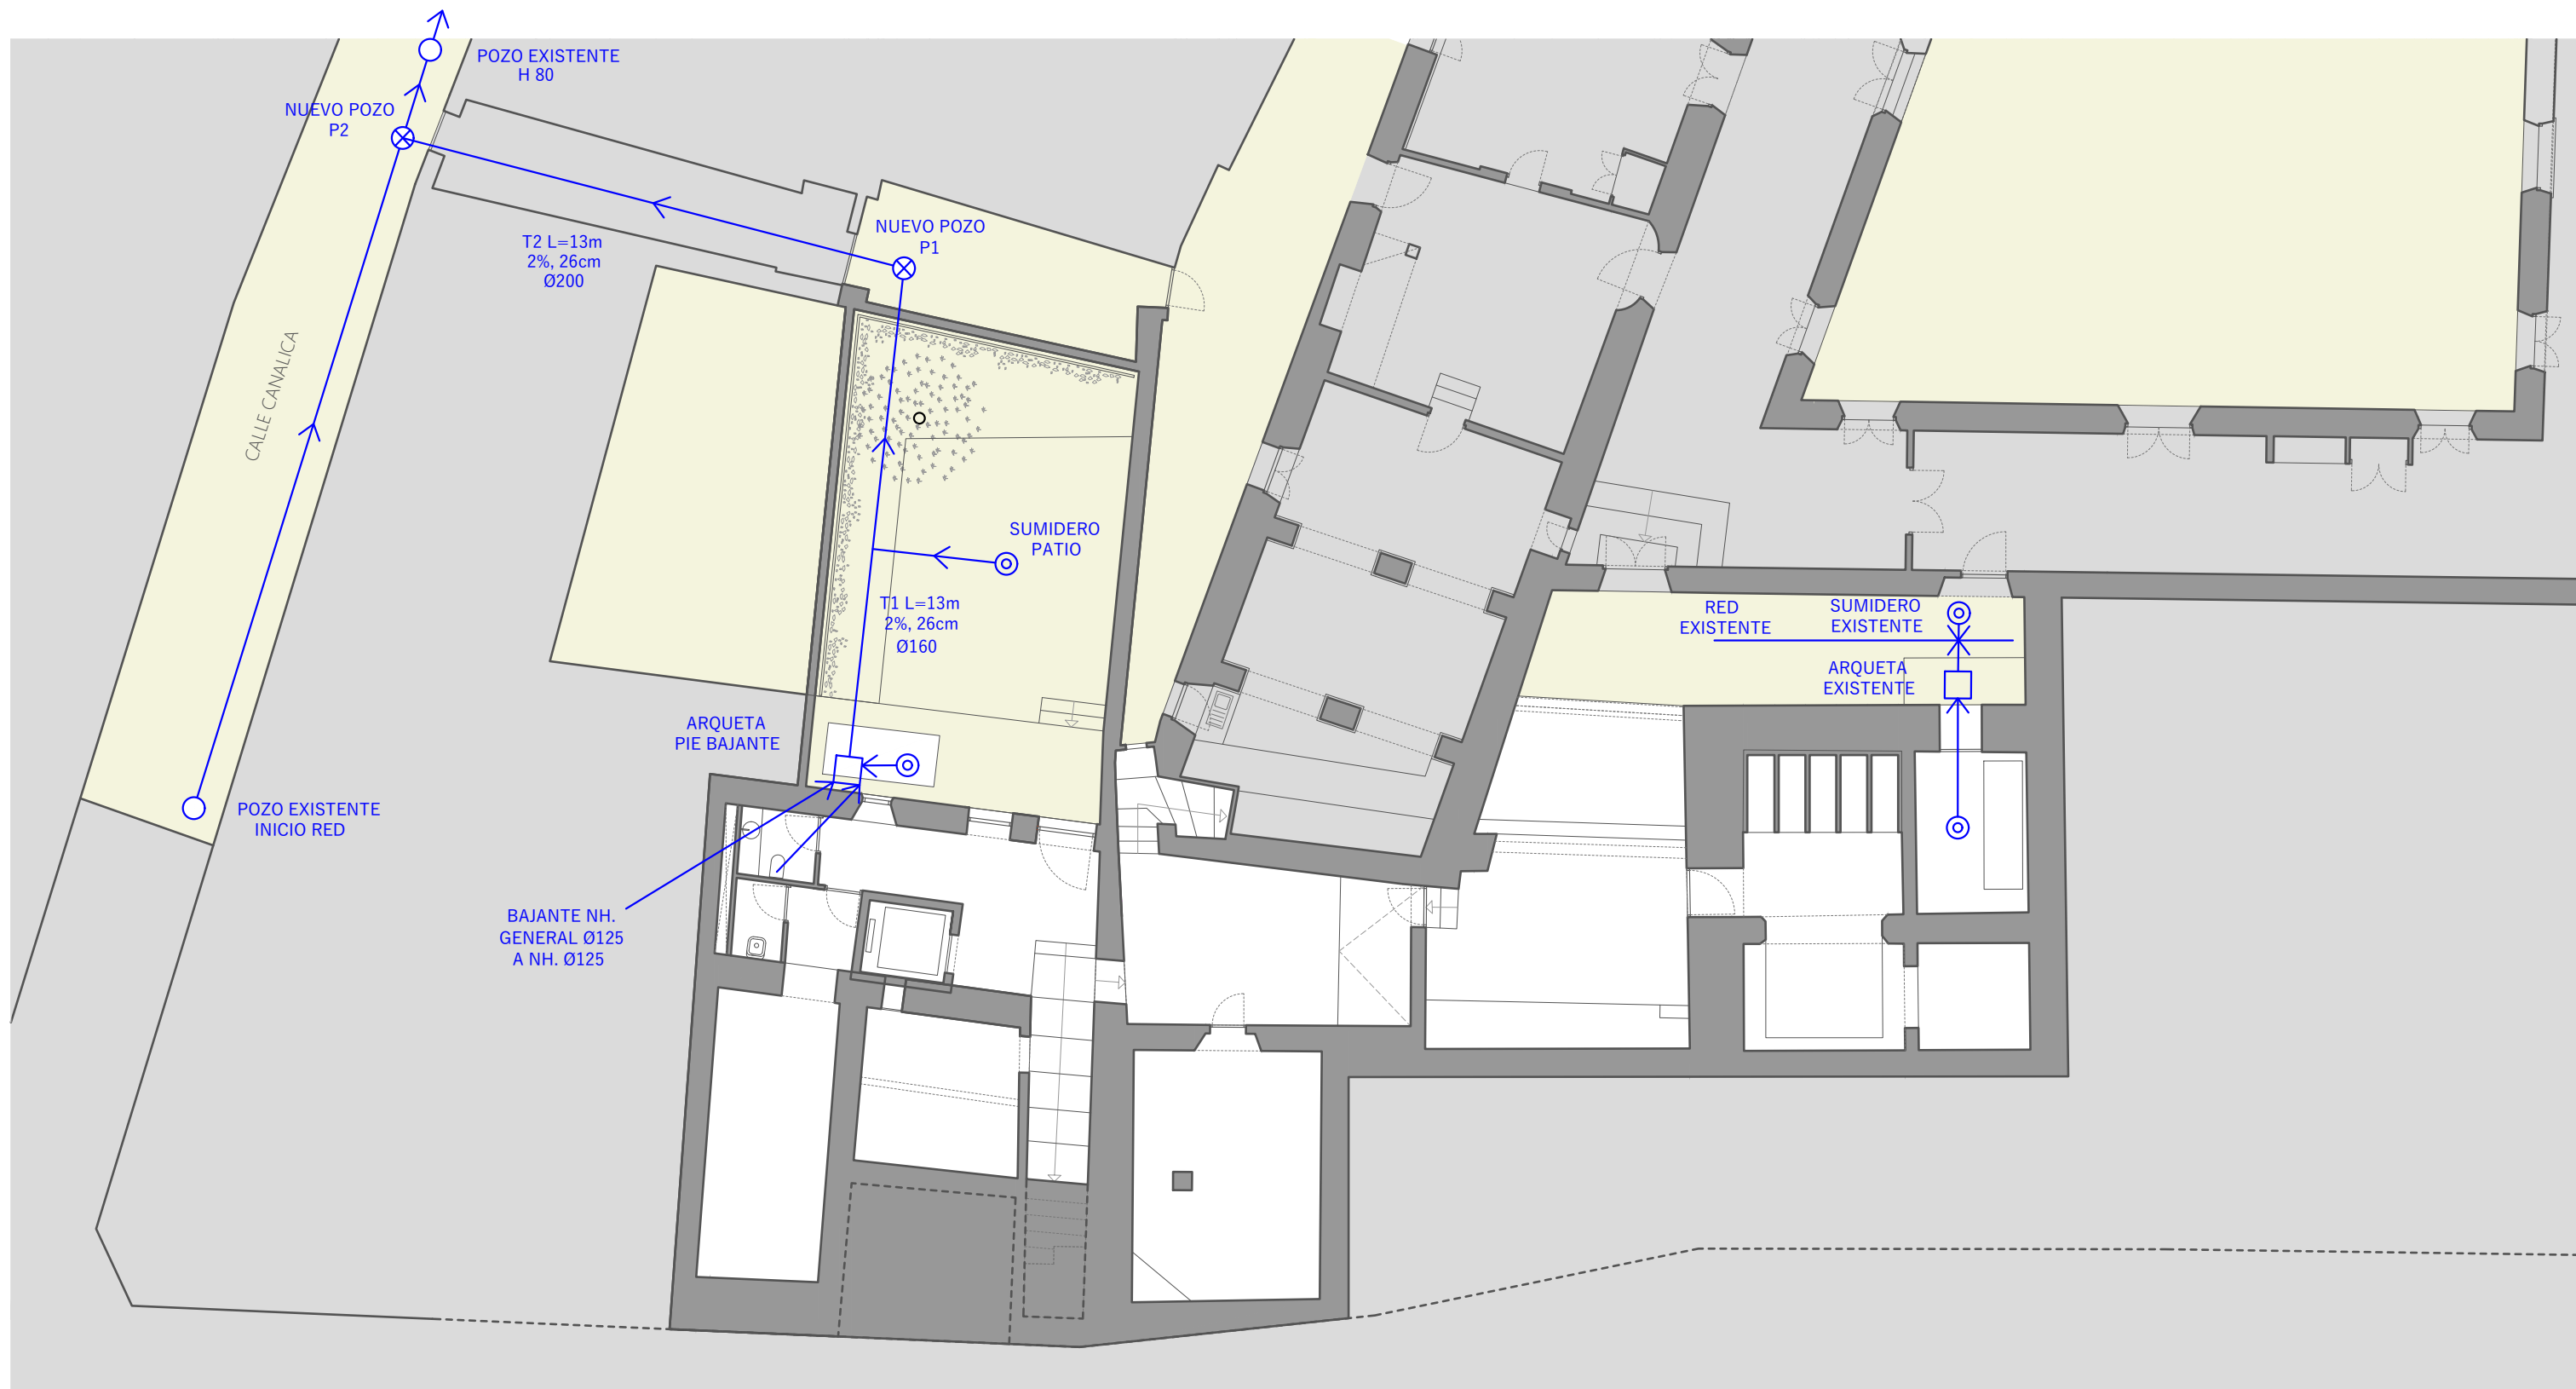 POZO EXISTENTE
H 80
NUEVO POZO
P2
NUEVO POZO
P1
T2 L=13m
2%, 26cm
Ø200
CALLE CANALICA
SUMIDERO
PATIO
T1 L=13m
2%, 26cm
Ø160
RED
EXISTENTE
SUMIDERO
EXISTENTE
ARQUETA
EXISTENTE
ARQUETA
PIE BAJANTE
POZO EXISTENTE
INICIO RED
BAJANTE NH.
GENERAL Ø125
A NH. Ø125